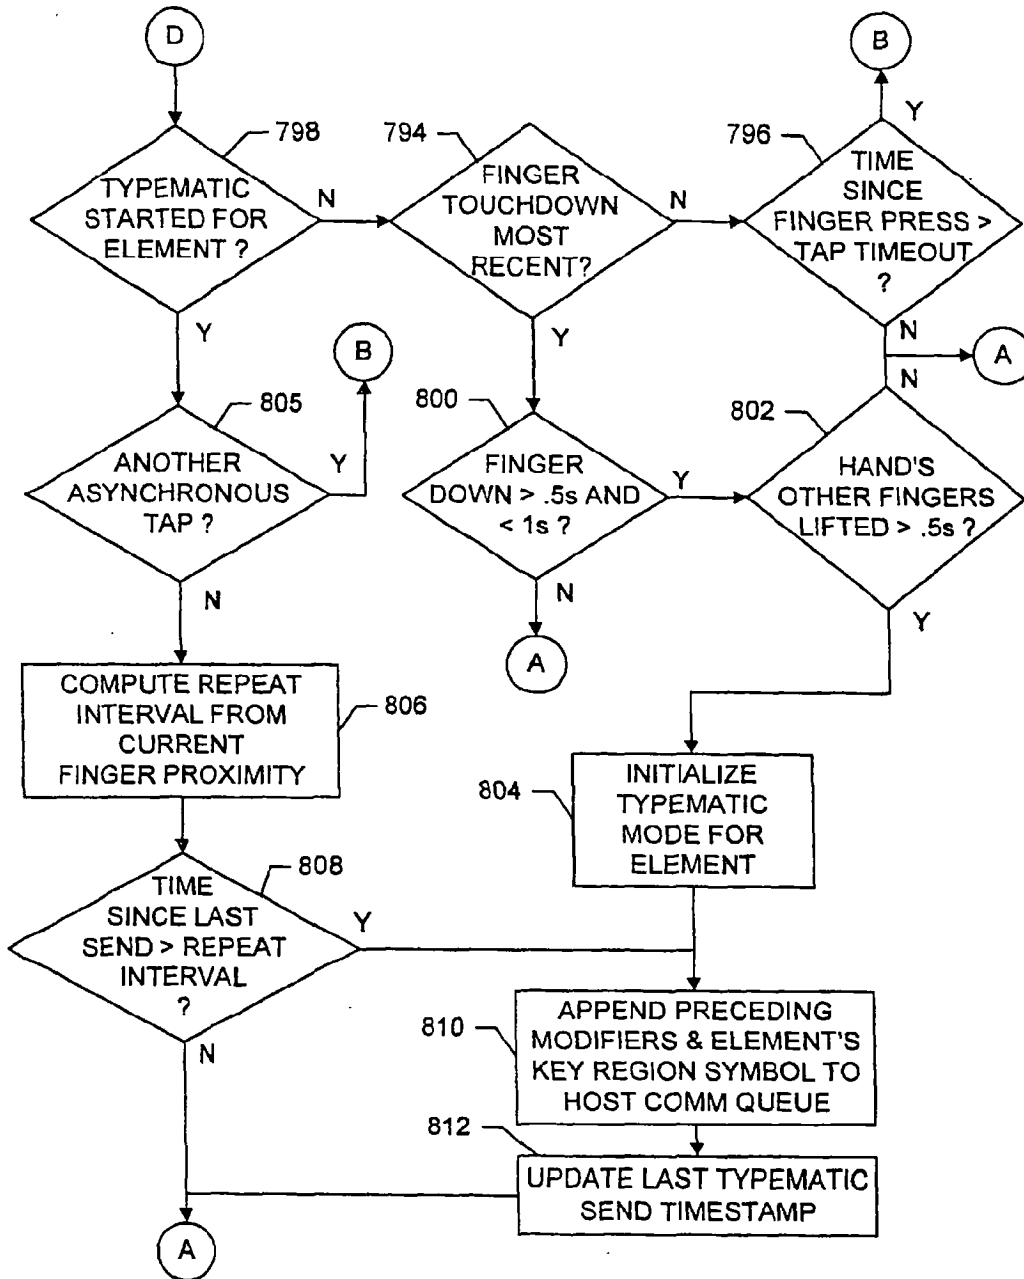 D
B
798
TYPEMATIC
STARTED FOR
ELEMENT ?
N
Y
794
FINGER
TOUCHDOWN
MOST
RECENT?
N
Y
796
TIME
SINCE
FINGER PRESS >
TAP TIMEOUT
?
Y
N
A
N
B
805
ANOTHER
ASYNCHRONOUS
TAP ?
Y
N
800
FINGER
DOWN > .5s AND
< 1s ?
Y
N
A
802
HAND'S
OTHER FINGERS
LIFTED > .5s ?
Y
COMPUTE REPEAT
INTERVAL FROM
CURRENT
FINGER PROXIMITY
806
804
INITIALIZE
TYPEMATIC
MODE FOR
ELEMENT
808
TIME
SINCE LAST
SEND > REPEAT
INTERVAL
?
Y
N
810
APPEND PRECEDING
MODIFIERS & ELEMENT'S
KEY REGION SYMBOL TO
HOST COMM QUEUE
812
UPDATE LAST TYPEMATIC
SEND TIMESTAMP
A